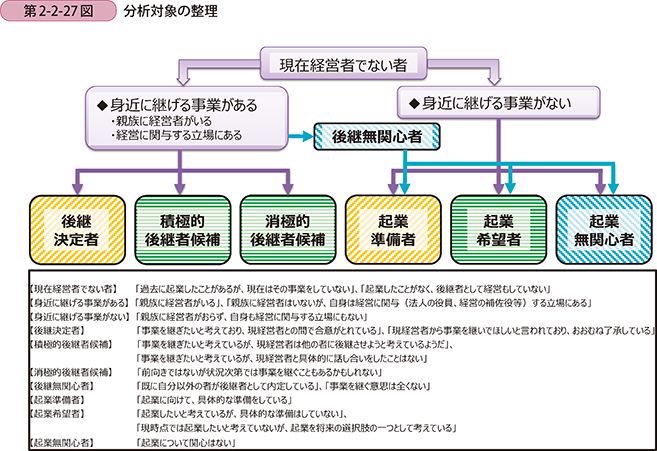 第2-2-27図 分析対象の整理
現在経営者でない者
◆身近に継げる事業がある
・親族に経営者がいる
・経営に関与する立場にある
◆身近に継げる事業がない
後継無関心者
後継
決定者
積極的
後継者候補
消極的
後継者候補
起業
準備者
起業
希望者
起業
無関心者
【現在経営者でない者】 「過去に起業したことがあるが、現在はその事業をしていない」、「起業したことがなく、後継者として経営もしていない」
【身近に継げる事業がある】 「親族に経営者がいる」、「親族に経営者はいないが、自身は経営に関与（法人の役員、経営の補佐役等）する立場にある」
【身近に継げる事業がない】 「親族に経営者がおらず、自身も経営に関与する立場にもない」
【後継決定者】 「事業を継ぎたいと考えており、現経営者との間で合意がとれている」、「現経営者から事業を継いでほしいと言われており、おおむね了承している」
【積極的後継者候補】 「事業を継ぎたいと考えているが、現経営者は他の者に後継させようと考えているようだ」、
「事業を継ぎたいと考えているが、現経営者と具体的に話し合いをしたことはない」
【消極的後継者候補】 「前向きではないが状況次第では事業を継ぐこともあるかもしれない」
【後継無関心者】 「既に自分以外の者が後継者として内定している」、「事業を継ぐ意思は全くない」
【起業準備者】 「起業に向けて、具体的な準備をしている」
【起業希望者】 「起業したいと考えているが、具体的な準備はしていない」、
「現時点では起業したいと考えていないが、起業を将来の選択肢の一つとして考えている」
【起業無関心者】 「起業について関心はない」